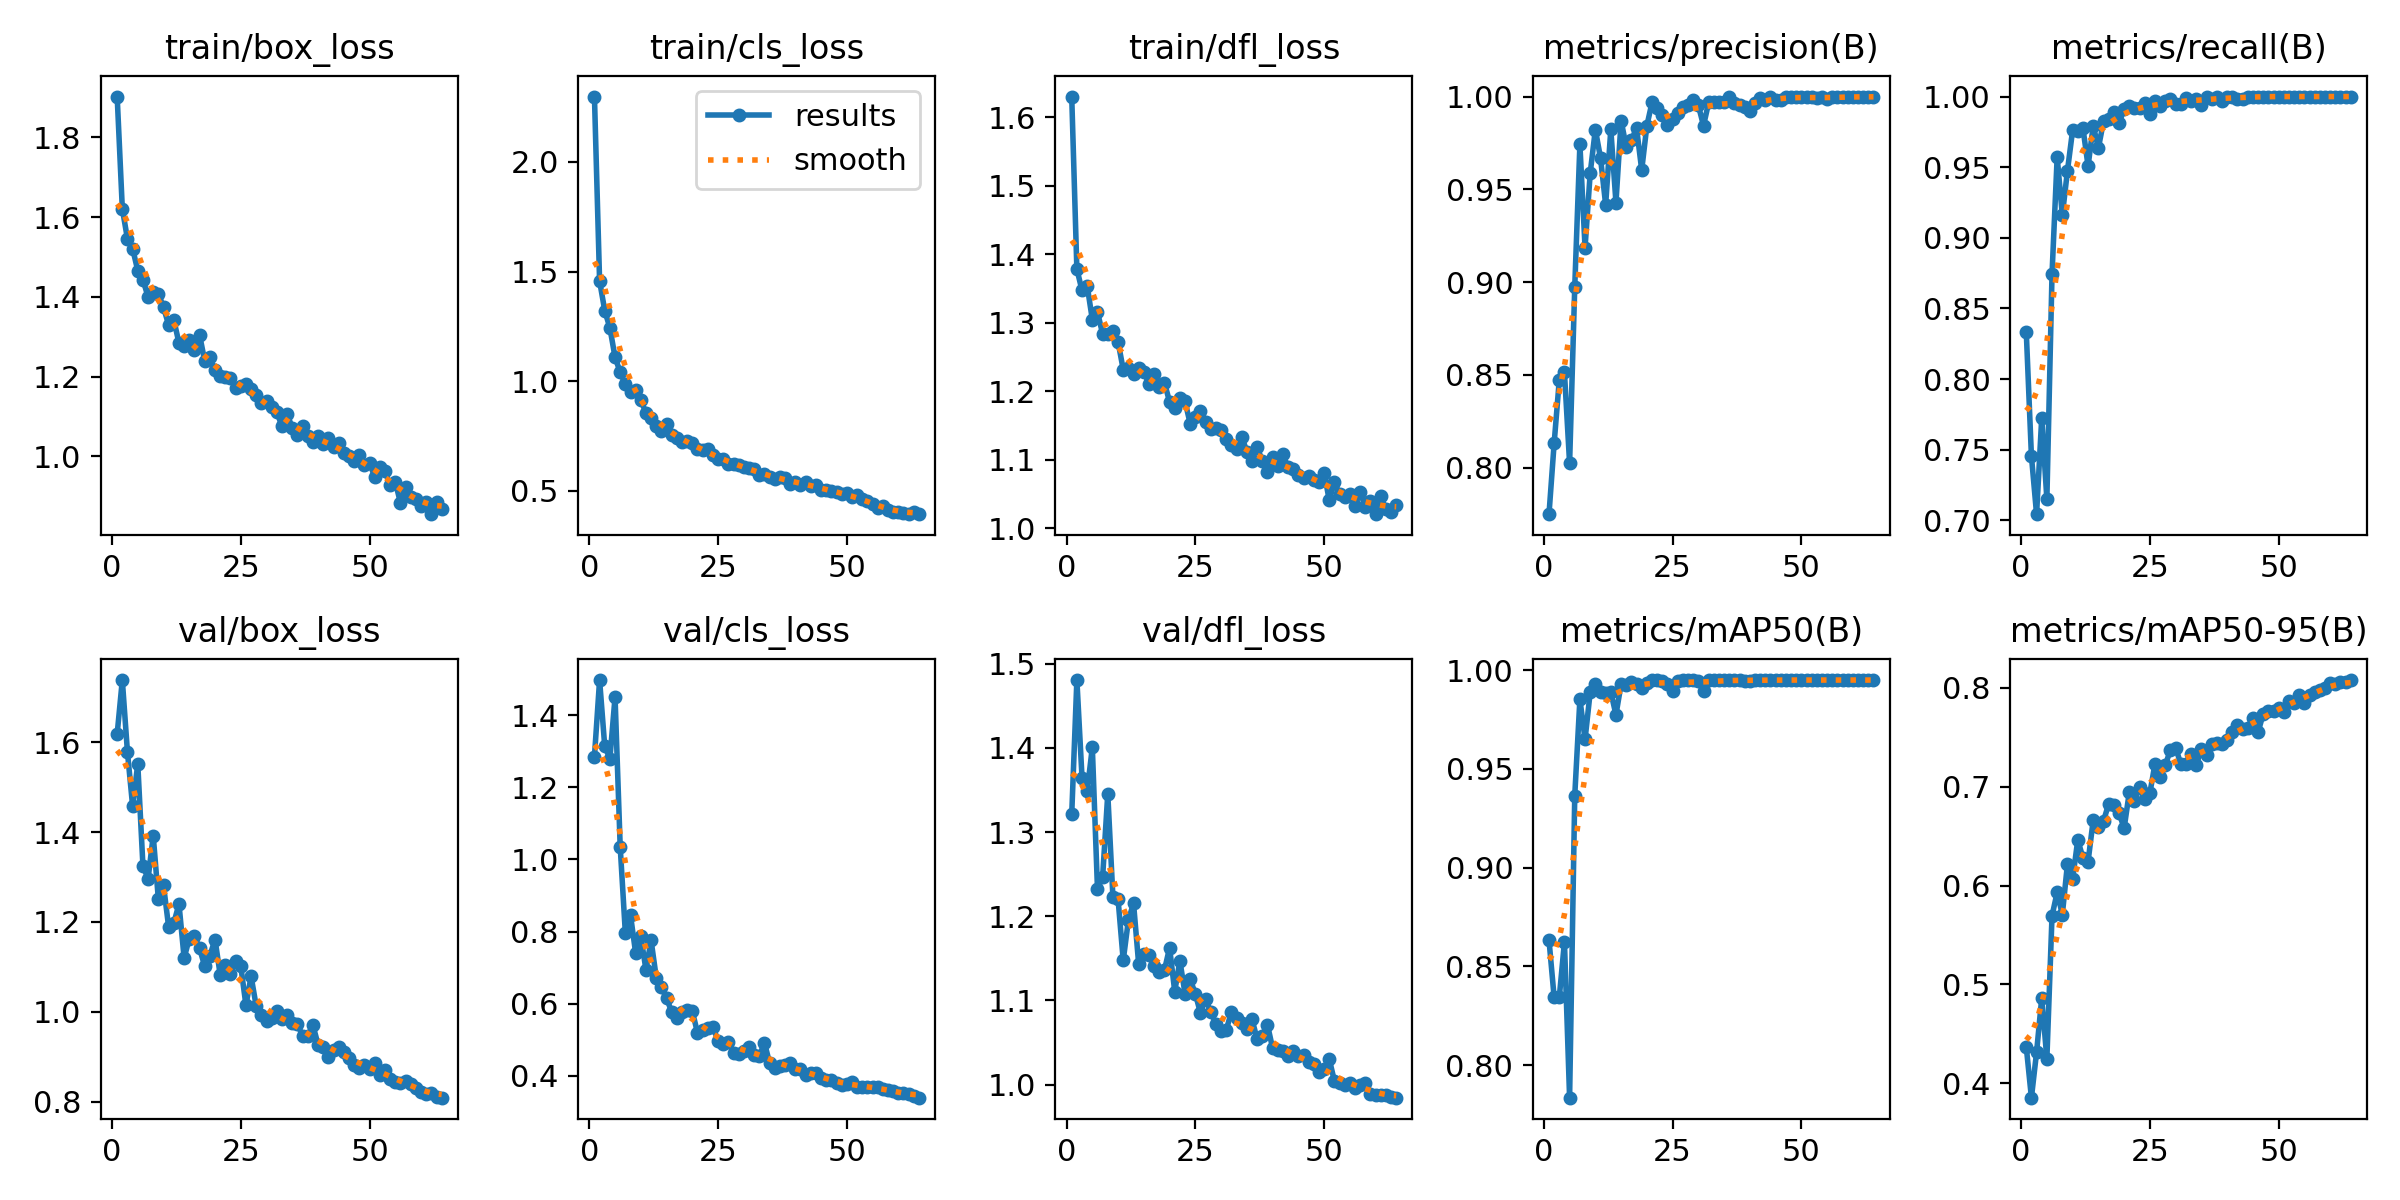 train/box_loss
1.8
1.6
1.4
1.2
1.0
0 25 50
train/cls_loss
results
smooth
2.0
1.5
1.0
0.5
0 25 50
train/dfl_loss
1.6
1.5
1.4
1.3
1.2
1.1
1.0
0 25 50
metrics/precision(B)
1.00
0.95
0.90
0.85
0.80
0 25 50
metrics/recall(B)
1.00
0.95
0.90
0.85
0.80
0.75
0.70
0 25 50
val/box_loss
1.6
1.4
1.2
1.0
0.8
0 25 50
val/cls_loss
1.4
1.2
1.0
0.8
0.6
0.4
0 25 50
val/dfl_loss
1.5
1.4
1.3
1.2
1.1
1.0
0 25 50
metrics/mAP50(B)
1.00
0.95
0.90
0.85
0.80
0 25 50
metrics/mAP50-95(B)
0.8
0.7
0.6
0.5
0.4
0 25 50